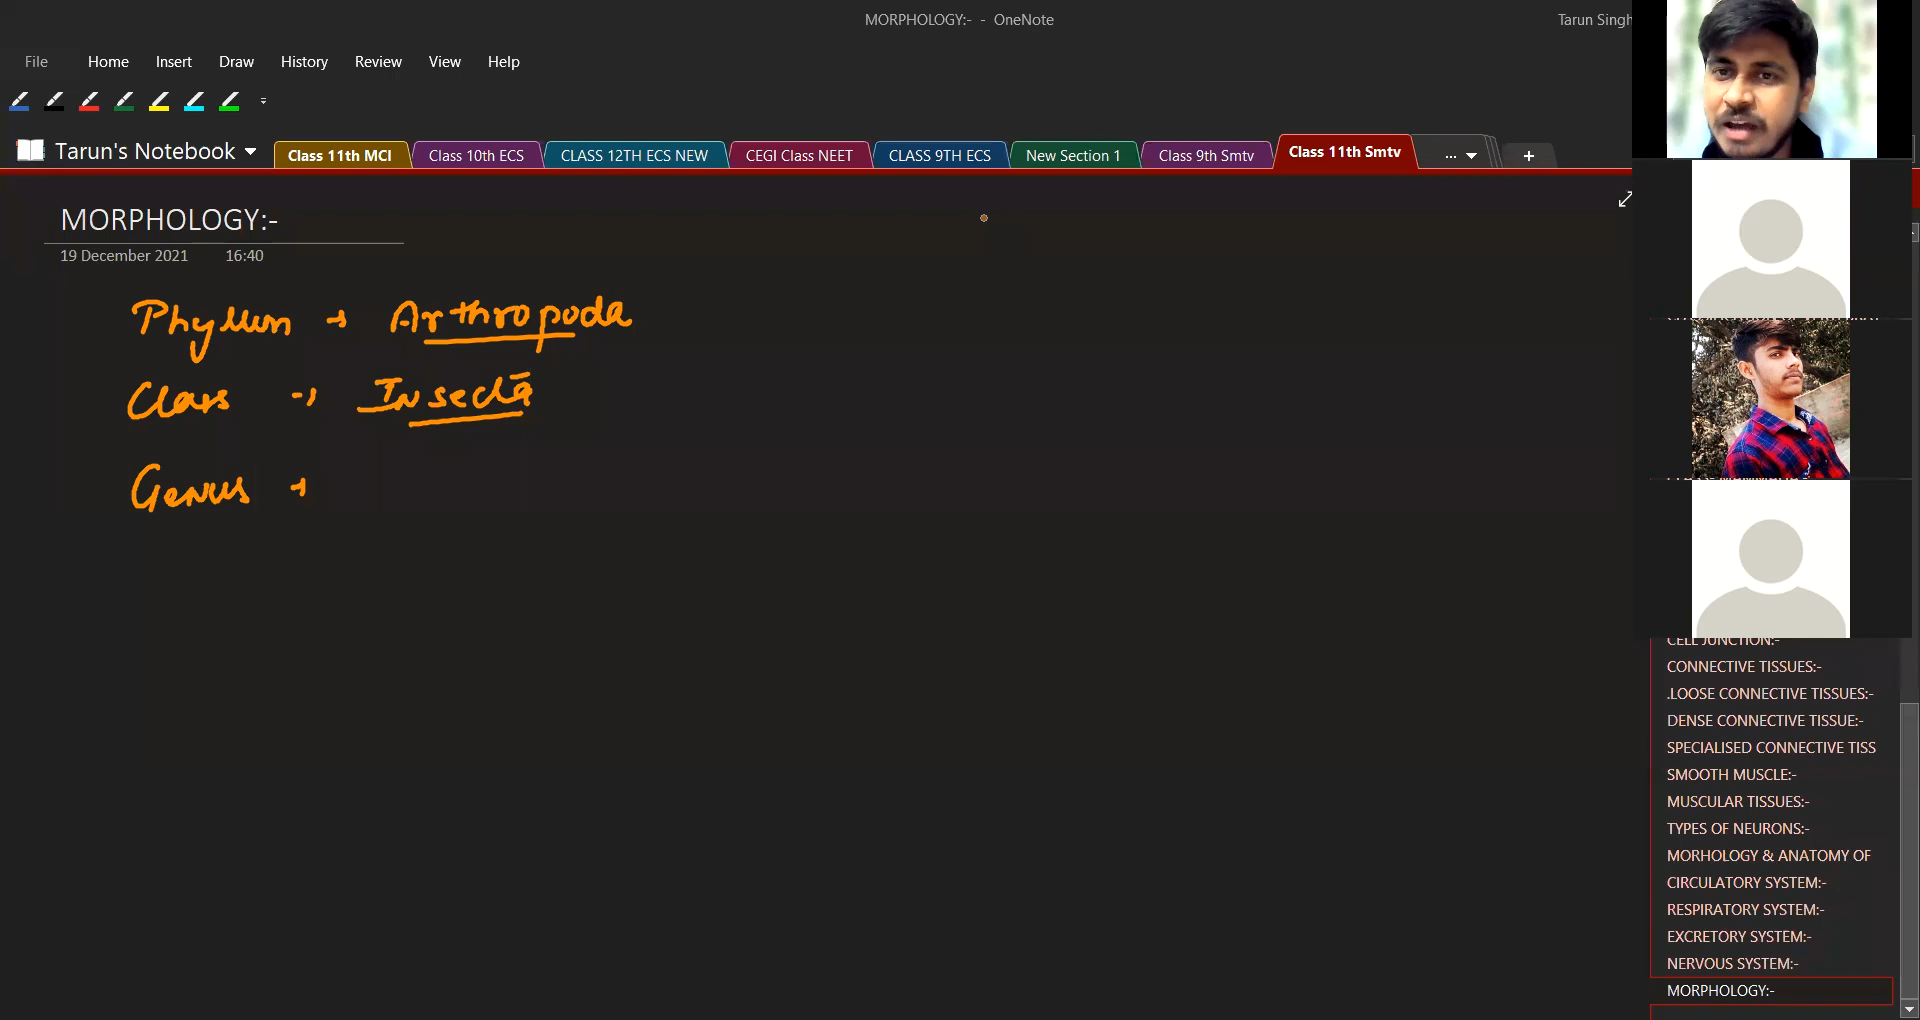 MORPHOLOGY:- - OneNote
Tarun Singh
File Home Insert Draw History Review View Help
Tarun's Notebook
Class 11th MCI
Class 10th ECS
CLASS 12TH ECS NEW
CEGI Class NEET
CLASS 9TH ECS
New Section 1
Class 9th Smtv
Class 11th Smtv
...
MORPHOLOGY:-
19 December 2021 16:40
Phyllum → Arthropoda
Class → Insecta
Genus →
CELL JUNCTION:-
CONNECTIVE TISSUES:-
.LOOSE CONNECTIVE TISSUES:-
DENSE CONNECTIVE TISSUE:-
SPECIALISED CONNECTIVE TISS
SMOOTH MUSCLE:-
MUSCULAR TISSUES:-
TYPES OF NEURONS:-
MORHOLOGY & ANATOMY OF
CIRCULATORY SYSTEM:-
RESPIRATORY SYSTEM:-
EXCRETORY SYSTEM:-
NERVOUS SYSTEM:-
MORPHOLOGY:-